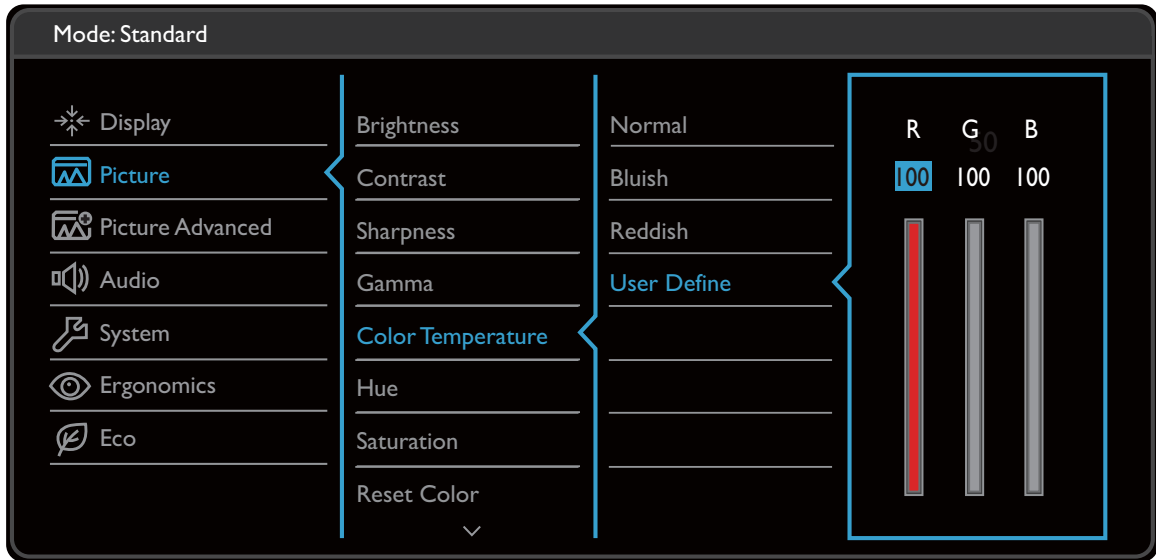 Mode: Standard
Display
Picture
Picture Advanced
Audio
System
Ergonomics
Eco
Brightness
Contrast
Sharpness
Gamma
Color Temperature
Hue
Saturation
Reset Color
Normal
Bluish
Reddish
User Define
R G B
50
100 100 100